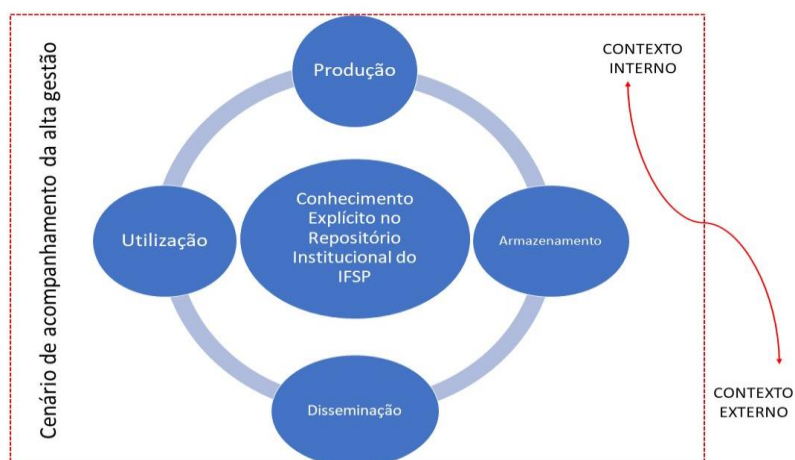 Cenário de acompanhamento da alta gestão
Produção
CONTEXTO
INTERNO
Utilização
Conhecimento
Explícito no
Repositório
Institucional do
IFSP
Armazenamento
Disseminação
CONTEXTO
EXTERNO